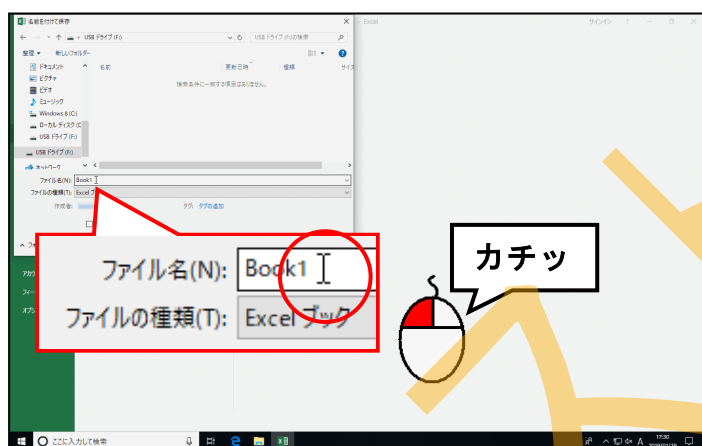 名前を付けて保存
Excel
サインイン ?
USB ドライブ (F:)
USB ドライブ (F:)の検索
整理 新しいフォルダー
ドキュメント
ピクチャ
ビデオ
ミュージック
Windows 8 (C:)
ローカル ディスク (C
USB ドライブ (F:)
USB ドライブ (F:)
ネットワーク
名前 更新日時 種類 サイズ
検索条件に一致する項目はありません。
ファイル名(N): Book1
ファイルの種類(T): Excel ブ
作成者:
タグ: タグの追加
ファイル名(N): Book1
ファイルの種類(T): Excel ブック
カチッ
ここに入力して検索
A
17:30